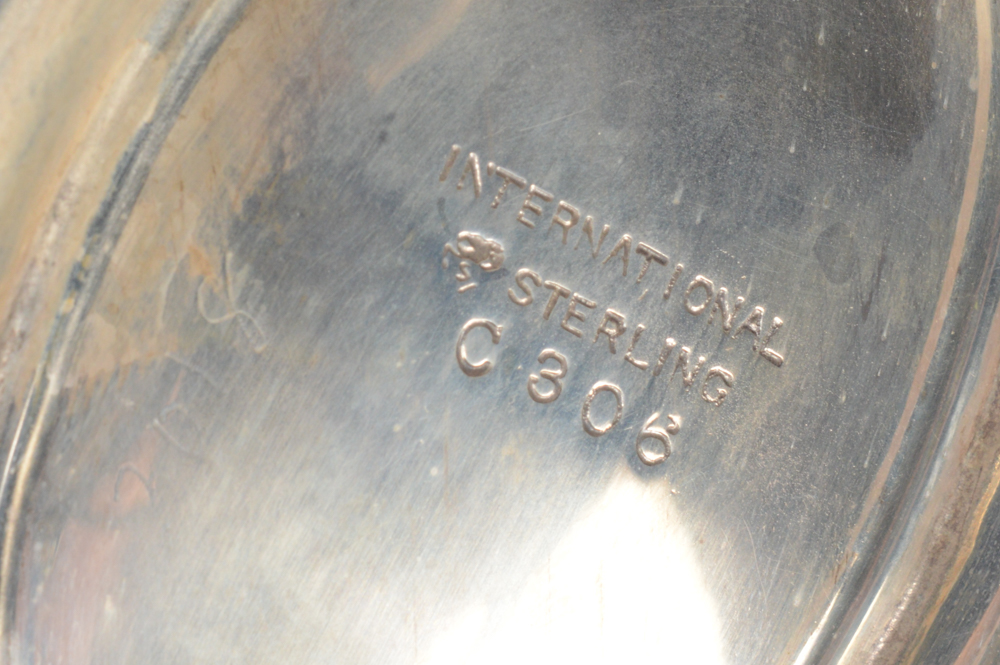 INTERNATIONAL
STERLING
C 306